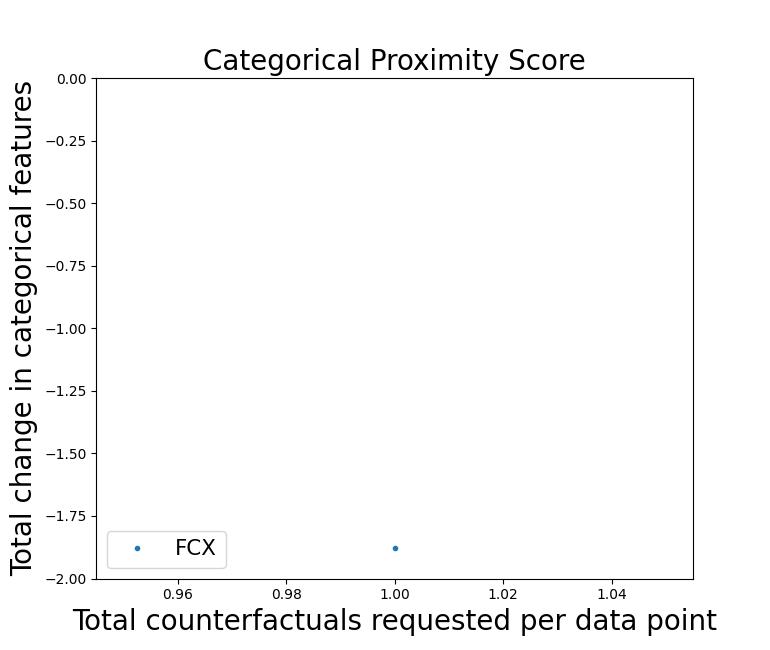 Categorical Proximity Score
Total change in categorical features
0.00
−0.25
−0.50
−0.75
−1.00
−1.25
−1.50
−1.75
−2.00
FCX
0.96 0.98 1.00 1.02 1.04
Total counterfactuals requested per data point